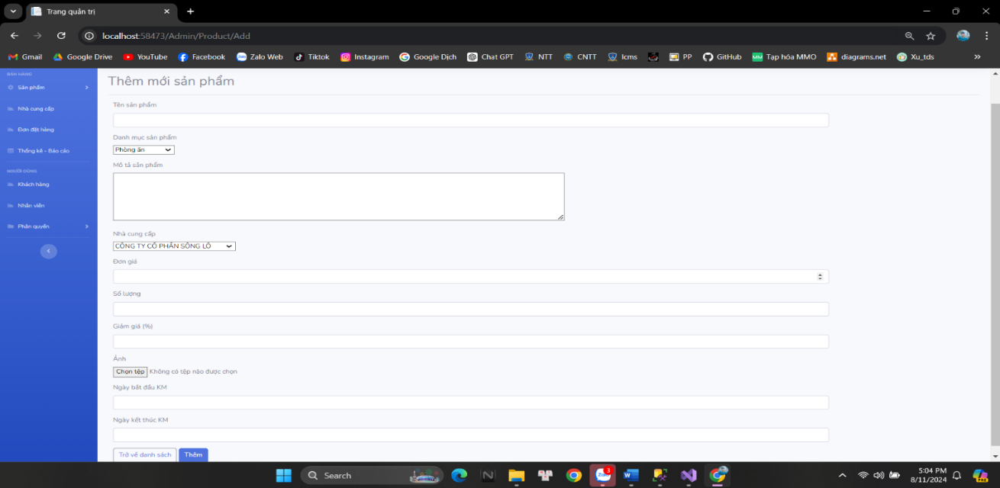 Trang quản trị
localhost:58473/Admin/Product/Add
Gmail Google Drive YouTube Facebook Zalo Web Tiktok Instagram Google Dịch Chat GPT NTT CNTT Icms PP GitHub Tạp hóa MMO diagrams.net Xu_tds
BÁN HÀNG
Sản phẩm
Nhà cung cấp
Đơn đặt hàng
Thống kê - Báo cáo
NGƯỜI DÙNG
Khách hàng
Nhân viên
Phân quyền
Thêm mới sản phẩm
Tên sản phẩm
Danh mục sản phẩm
Phòng ăn
Mô tả sản phẩm
Nhà cung cấp
CÔNG TY CỔ PHẦN SÔNG LÔ
Đơn giá
Số lượng
Giảm giá (%)
Ảnh
Chọn tệp Không có tệp nào được chọn
Ngày bắt đầu KM
Ngày kết thúc KM
Trở về danh sách Thêm
Search
3
5:04 PM
8/11/2024